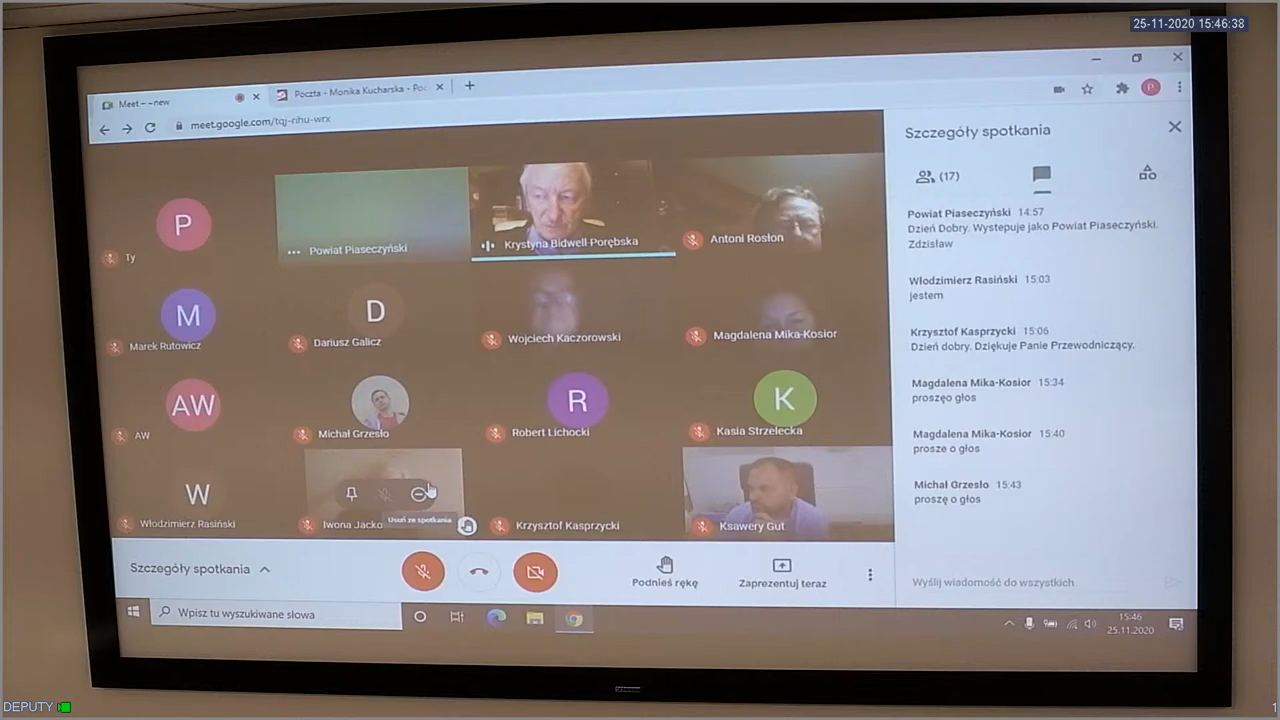 25-11-2020 15:46:38
Meet - -new
Poczta - Monika Kucharska - Poc
meet.google.com/tqj-rihu-wrx
P
Szczegóły spotkania
(17)
P
Ty
Powiat Piaseczyński
Krystyna Bidwell-Porębska
Antoni Rosłon
M
Marek Rutowicz
D
Dariusz Galicz
Wojciech Kaczorowski
Magdalena Mika-Kosior
AW
AW
Michał Grzesło
R
Robert Lichocki
K
Kasia Strzelecka
W
Włodzimierz Rasiński
Iwona Jacko
Usuń ze spotkania
Krzysztof Kasprzycki
Ksawery Gut
Powiat Piaseczyński 14:57
Dzień Dobry. Wystepuje jako Powiat Piaseczyński.
Zdzisław
Włodzimierz Rasiński 15:03
jestem
Krzysztof Kasprzycki 15:06
Dzień dobry. Dziękuje Panie Przewodniczący.
Magdalena Mika-Kosior 15:34
proszęo głos
Magdalena Mika-Kosior 15:40
prosze o głos
Michał Grzesło 15:43
proszę o głos
Wyślij wiadomość do wszystkich
Szczegóły spotkania
Podnieś rękę
Zaprezentuj teraz
Wpisz tu wyszukiwane słowa
15:46
25.11.2020
DEPUTY
1